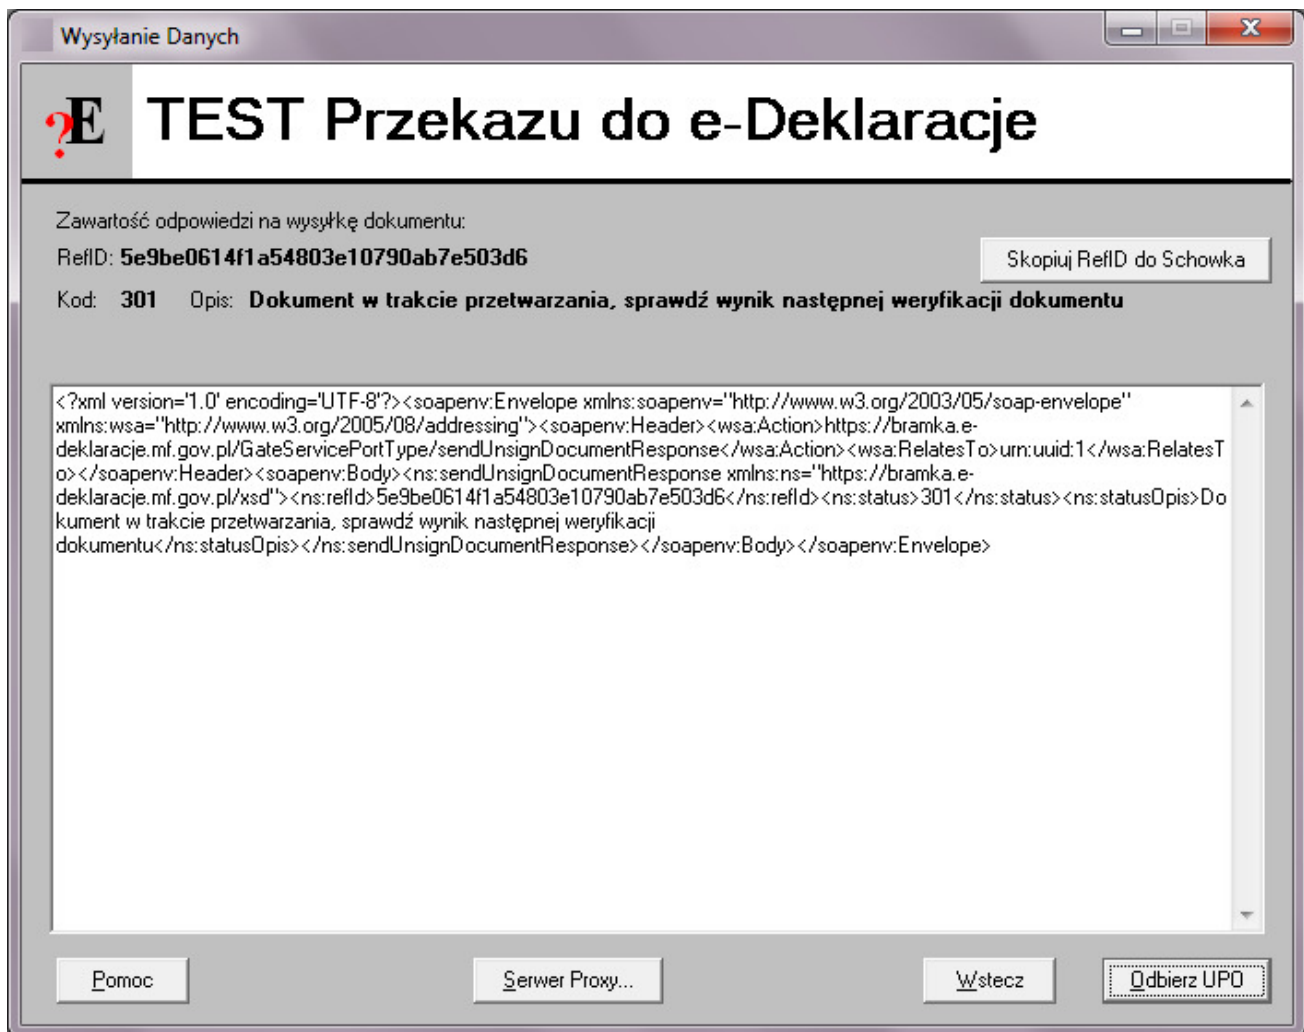 Wysyłanie Danych
?E TEST Przekazu do e-Deklaracje
Zawartość odpowiedzi na wysyłkę dokumentu:
RefID: 5e9be0614f1a54803e10790ab7e503d6
Skopiuj RefID do Schowka
Kod: 301 Opis: Dokument w trakcie przetwarzania, sprawdź wynik następnej weryfikacji dokumentu
<?xml version='1.0' encoding='UTF-8'?><soapenv:Envelope xmlns:soapenv="http://www.w3.org/2003/05/soap-envelope"
xmlns:wsa="http://www.w3.org/2005/08/addressing"><soapenv:Header><wsa:Action>https://bramka.e-
deklaracje.mf.gov.pl/GateServicePortType/sendUnsignDocumentResponse</wsa:Action><wsa:RelatesTo>urn:uuid:1</wsa:RelatesT
o></soapenv:Header><soapenv:Body><ns:sendUnsignDocumentResponse xmlns:ns="https://bramka.e-
deklaracje.mf.gov.pl/xsd"><ns:refId>5e9be0614f1a54803e10790ab7e503d6</ns:refId><ns:status>301</ns:status><ns:statusOpis>Do
kument w trakcie przetwarzania, sprawdź wynik następnej weryfikacji
dokumentu</ns:statusOpis></ns:sendUnsignDocumentResponse></soapenv:Body></soapenv:Envelope>
Pomoc
Serwer Proxy...
Wstecz
Odbierz UPO